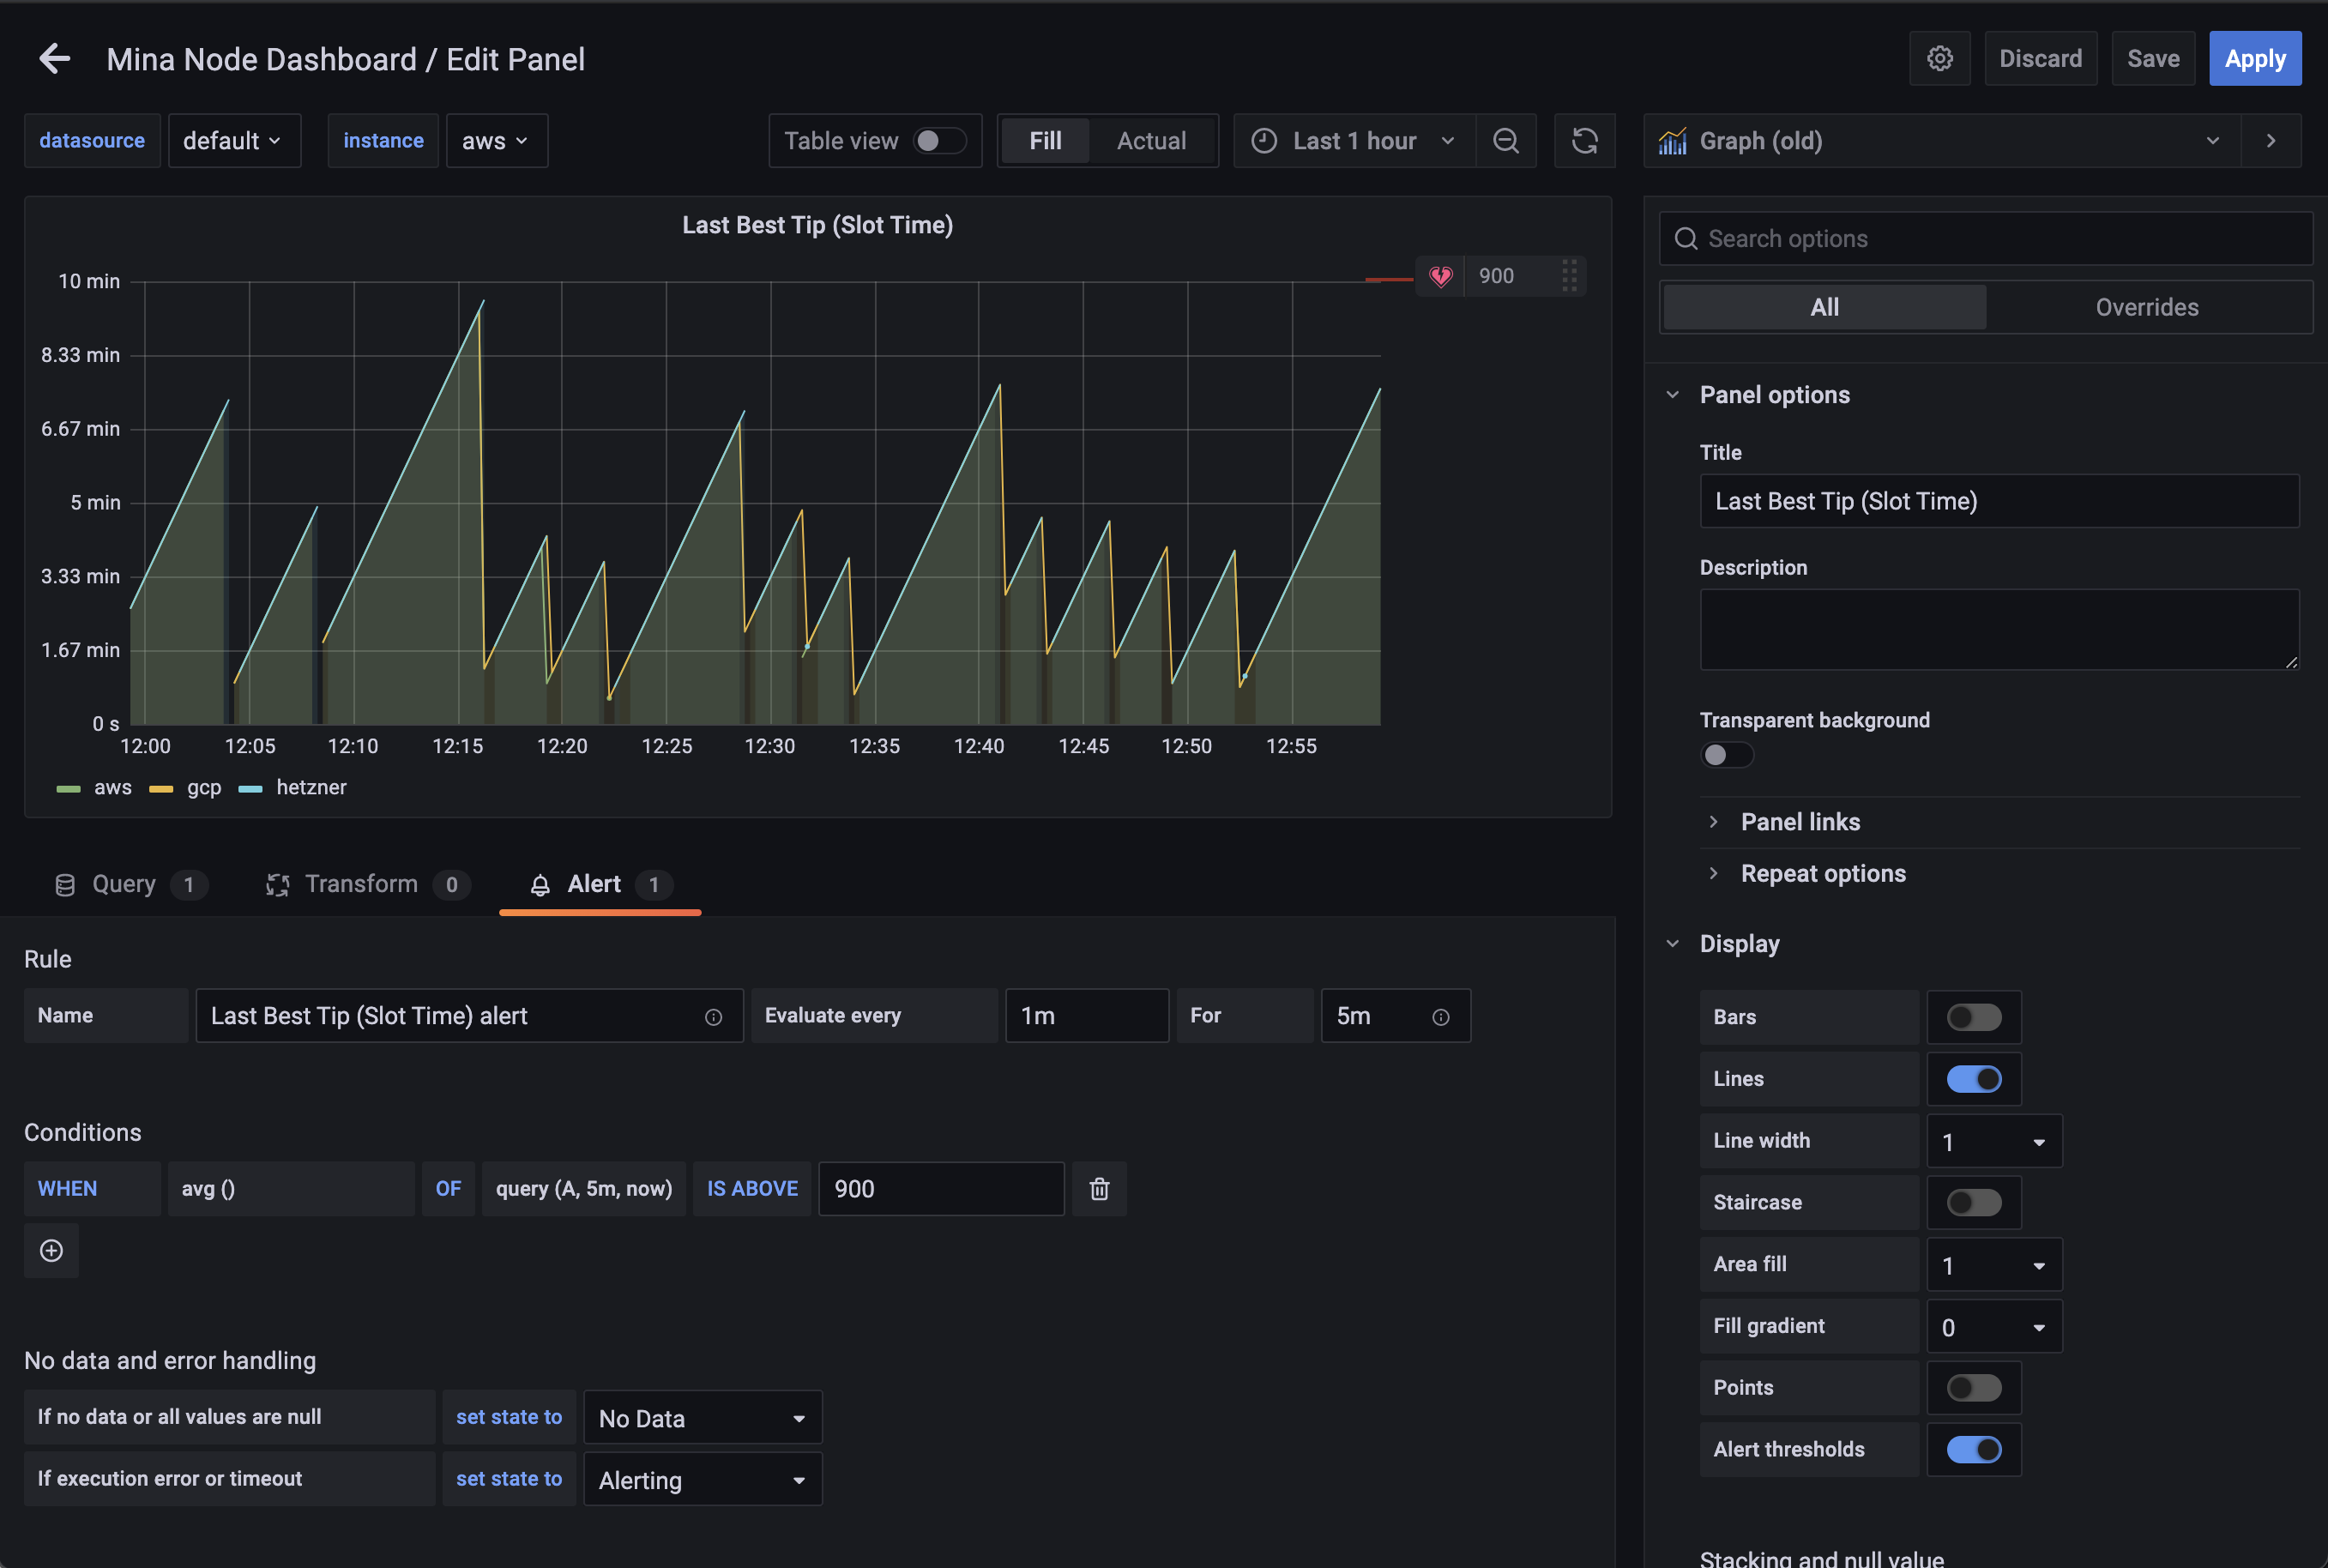 Mina Node Dashboard / Edit Panel
Discard
Save
Apply
datasource
default
instance
aws
Table view
Fill
Actual
Last 1 hour
Graph (old)
Last Best Tip (Slot Time)
900
10 min
8.33 min
6.67 min
5 min
3.33 min
1.67 min
0 s
12:00 12:05 12:10 12:15 12:20 12:25 12:30 12:35 12:40 12:45 12:50 12:55
aws gcp hetzner
Query 1
Transform 0
Alert 1
Rule
Name
Last Best Tip (Slot Time) alert
Evaluate every
1m
For
5m
Conditions
WHEN
avg ()
OF
query (A, 5m, now)
IS ABOVE
900
No data and error handling
If no data or all values are null
set state to
No Data
If execution error or timeout
set state to
Alerting
Search options
All
Overrides
Panel options
Title
Last Best Tip (Slot Time)
Description
Transparent background
Panel links
Repeat options
Display
Bars
Lines
Line width
1
Staircase
Area fill
1
Fill gradient
0
Points
Alert thresholds
Stacking and null value